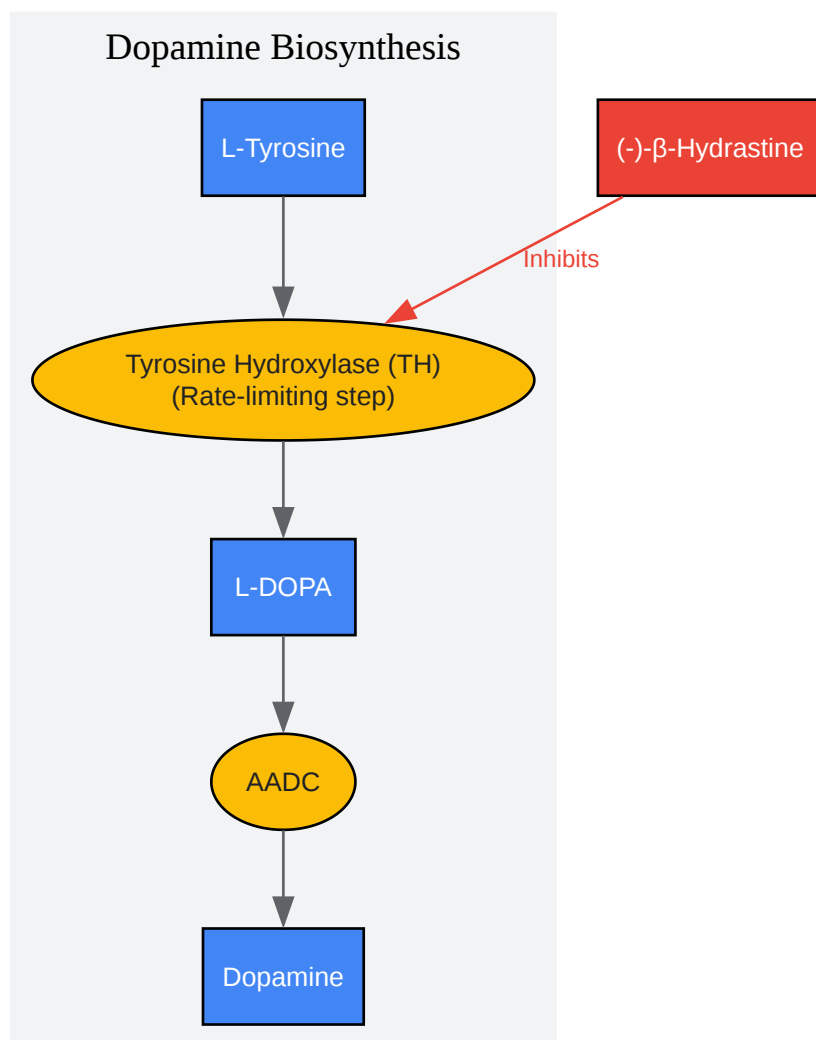 Dopamine Biosynthesis
L-Tyrosine
(-)-β-Hydrastine
Inhibits
Tyrosine Hydroxylase (TH)
(Rate-limiting step)
L-DOPA
AADC
Dopamine